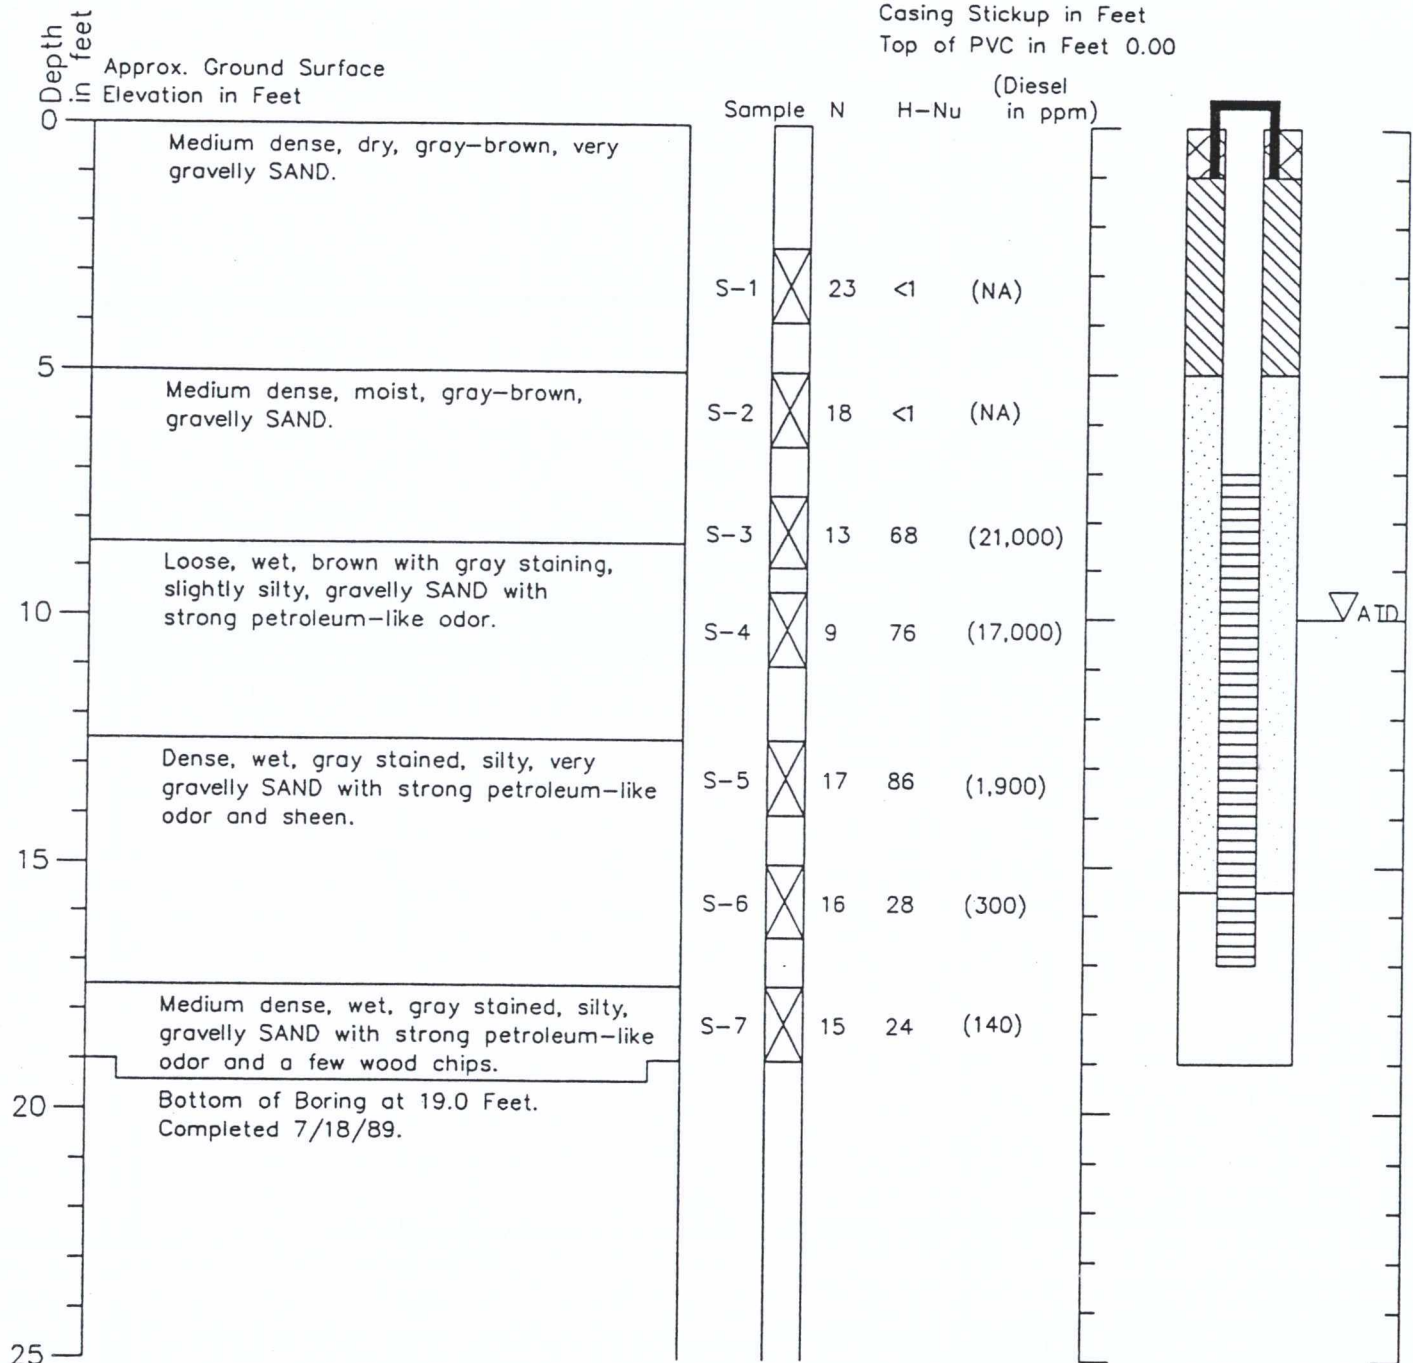 Casing Stickup in Feet
Top of PVC in Feet 0.00
Depth
in feet
Approx. Ground Surface
Elevation in Feet
Sample N H-Nu (Diesel
in ppm)
0
Medium dense, dry, gray-brown, very
gravelly SAND.
S-1 23 <1 (NA)
5
Medium dense, moist, gray-brown,
gravelly SAND.
S-2 18 <1 (NA)
S-3 13 68 (21,000)
Loose, wet, brown with gray staining,
slightly silty, gravelly SAND with
strong petroleum-like odor.
10
S-4 9 76 (17,000)
ATD
Dense, wet, gray stained, silty, very
gravelly SAND with strong petroleum-like
odor and sheen.
S-5 17 86 (1,900)
15
S-6 16 28 (300)
Medium dense, wet, gray stained, silty,
gravelly SAND with strong petroleum-like
odor and a few wood chips.
S-7 15 24 (140)
20
Bottom of Boring at 19.0 Feet.
Completed 7/18/89.
25